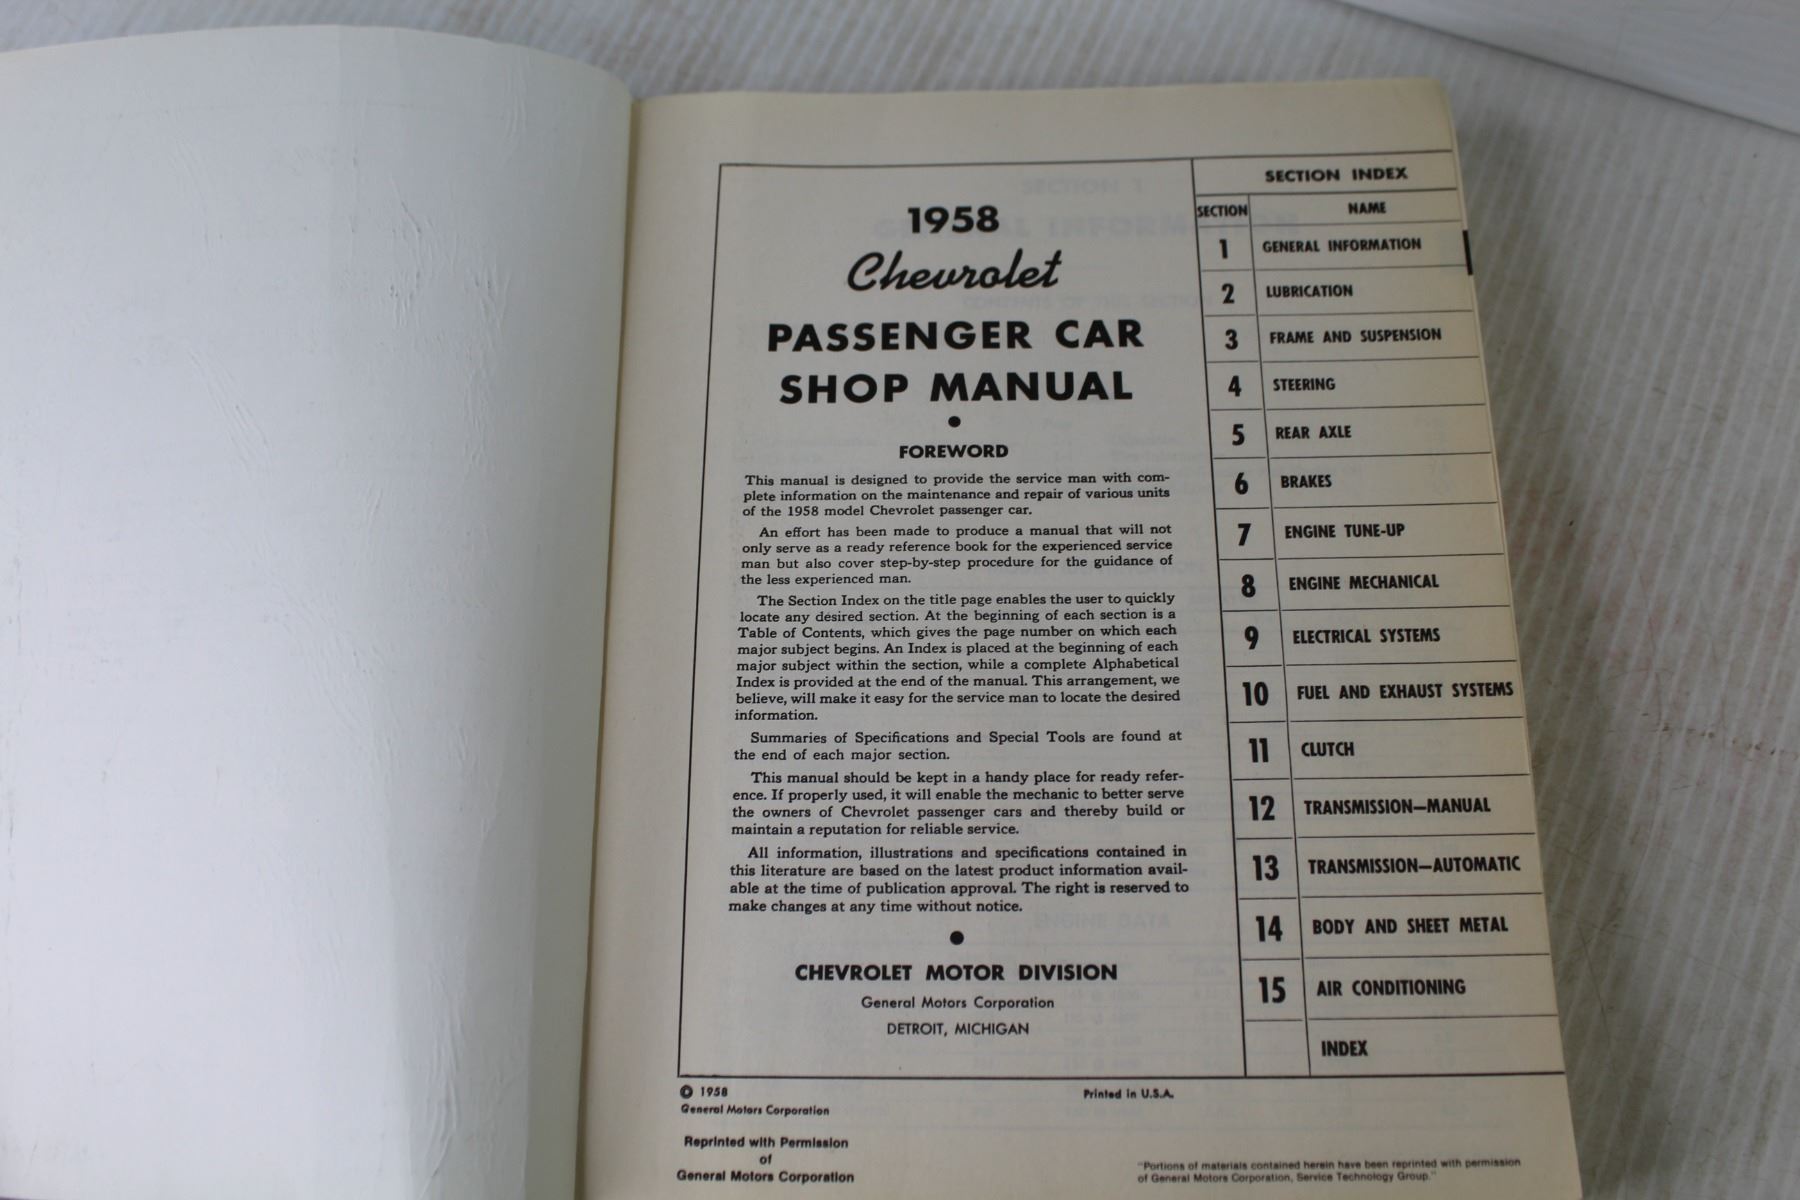 1958
Chevrolet
PASSENGER CAR
SHOP MANUAL
FOREWORD
This manual is designed to provide the service man with com-
plete information on the maintenance and repair of various units
of the 1958 model Chevrolet passenger car.
An effort has been made to produce a manual that will not
only serve as a ready reference book for the experienced service
man but also cover step-by-step procedure for the guidance of
the less experienced man.
The Section Index on the title page enables the user to quickly
locate any desired section. At the beginning of each section is a
Table of Contents, which gives the page number on which each
major subject begins. An Index is placed at the beginning of each
major subject within the section, while a complete Alphabetical
Index is provided at the end of the manual. This arrangement, we
believe, will make it easy for the service man to locate the desired
information.
Summaries of Specifications and Special Tools are found at
the end of each major section.
This manual should be kept in a handy place for ready refer-
ence. If properly used, it will enable the mechanic to better serve
the owners of Chevrolet passenger cars and thereby build or
maintain a reputation for reliable service.
All information, illustrations and specifications contained in
this literature are based on the latest product information avail-
able at the time of publication approval. The right is reserved to
make changes at any time without notice.
CHEVROLET MOTOR DIVISION
General Motors Corporation
DETROIT, MICHIGAN
SECTION INDEX
SECTION NAME
1 GENERAL INFORMATION
2 LUBRICATION
3 FRAME AND SUSPENSION
4 STEERING
5 REAR AXLE
6 BRAKES
7 ENGINE TUNE-UP
8 ENGINE MECHANICAL
9 ELECTRICAL SYSTEMS
10 FUEL AND EXHAUST SYSTEMS
11 CLUTCH
12 TRANSMISSION—MANUAL
13 TRANSMISSION—AUTOMATIC
14 BODY AND SHEET METAL
15 AIR CONDITIONING
INDEX
© 1958
General Motors Corporation
Printed in U.S.A.
Reprinted with Permission
of
General Motors Corporation
"Portions of materials contained herein have been reprinted with permission
of General Motors Corporation, Service Technology Group."